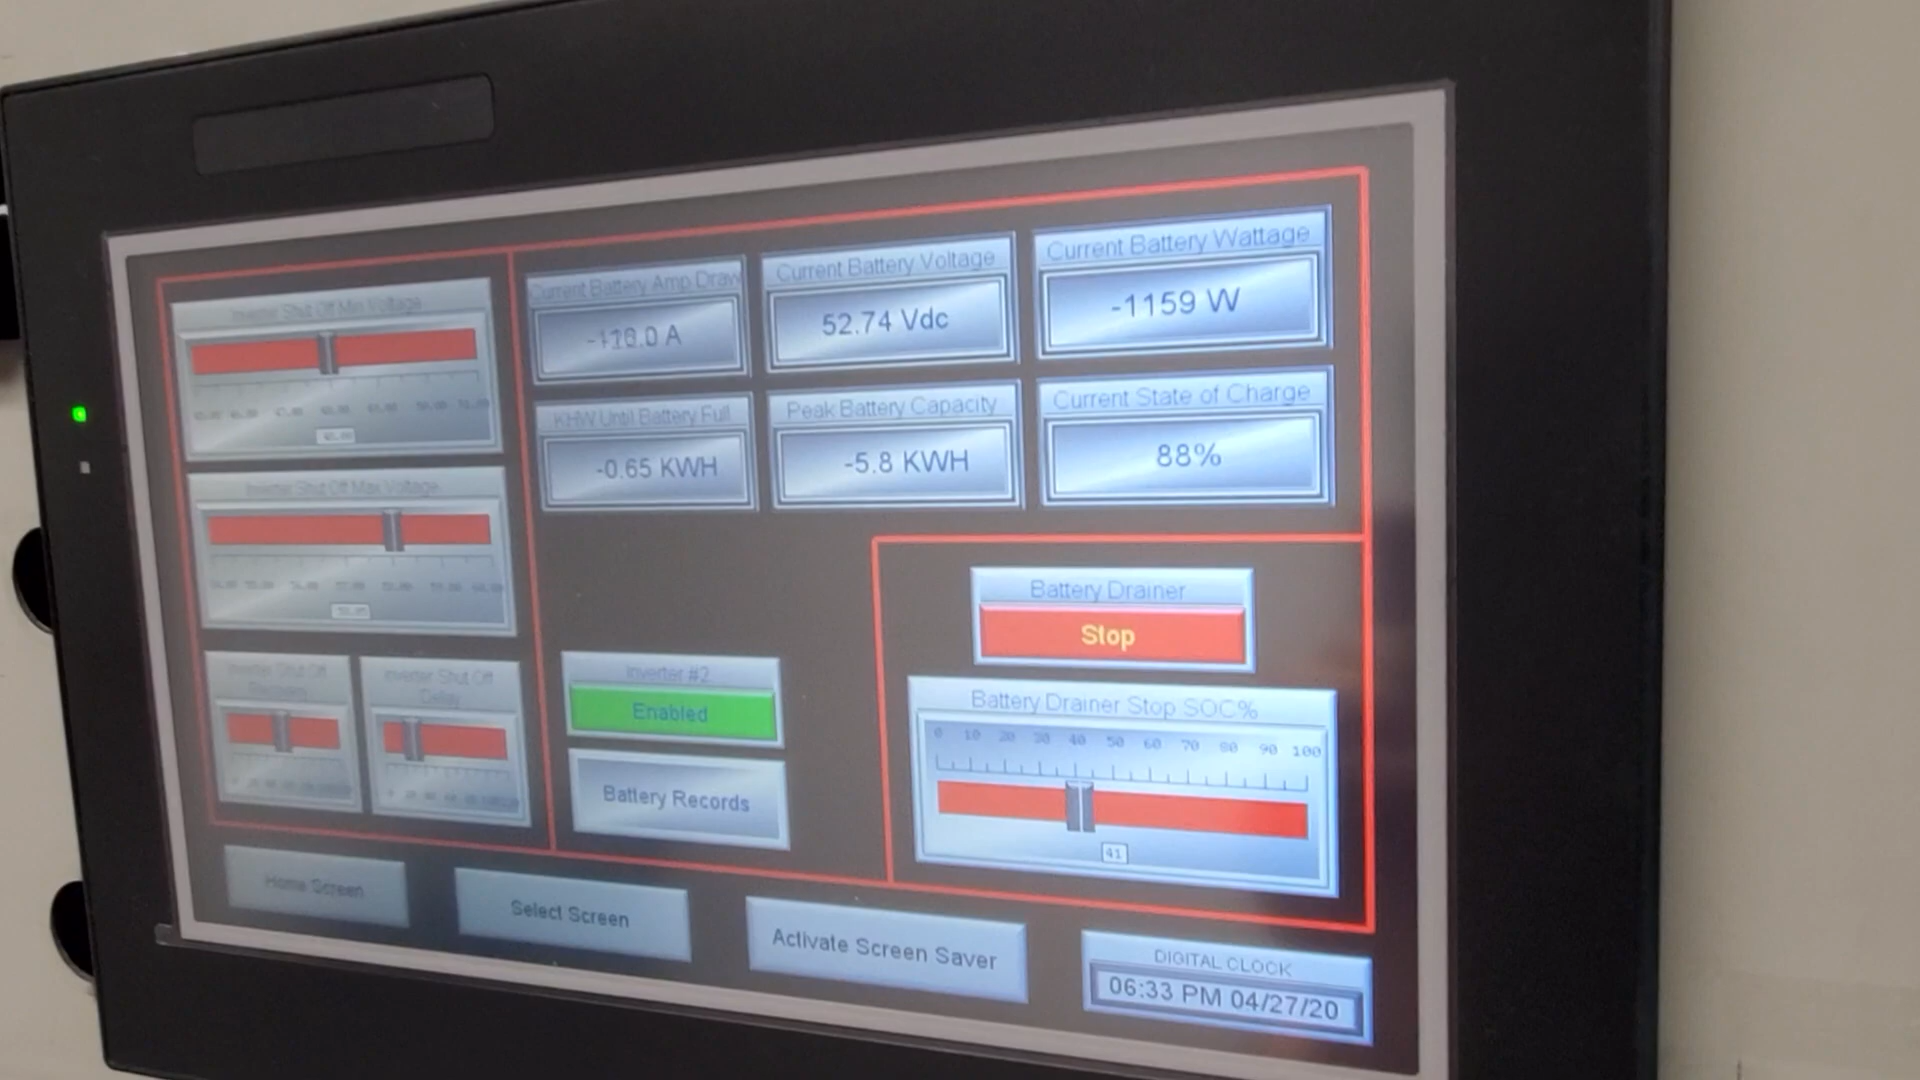 Inverter Shut Off Min Voltage
Current Battery Amp Draw
Current Battery Voltage
52.74 Vdc
Current Battery Wattage
-1159 W
KHW Until Battery Full
-0.65 KWH
Peak Battery Capacity
-5.8 KWH
Current State of Charge
88%
Inverter Shut Off Max Voltage
Inverter Shut Off
Inverter Shut Off
Delay
Inverter #2
Enabled
Battery Records
Battery Drainer
Stop
Battery Drainer Stop SOC%
0 10 20 30 40 50 60 70 80 90 100
41
Home Screen
Select Screen
Activate Screen Saver
DIGITAL CLOCK
06:33 PM 04/27/20